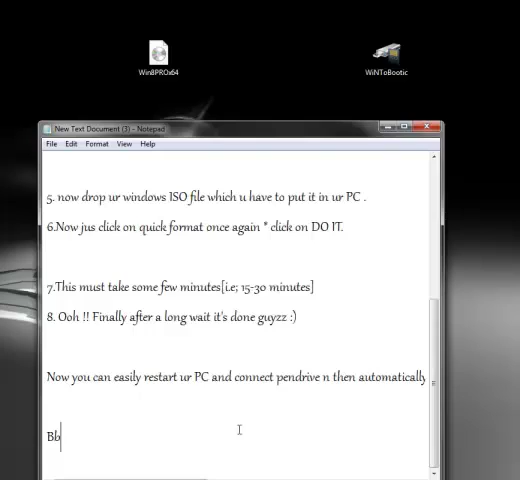 Win8PROx64
WiNToBootic
New Text Document (3) - Notepad
File Edit Format View Help
5. now drop ur windows ISO file which u have to put it in ur PC .
6.Now jus click on quick format once again " click on DO IT.
7.This must take some few minutes[i.e; 15-30 minutes]
8. Ooh !! Finally after a long wait it's done guyzz :)
Now you can easily restart ur PC and connect pendrive n then automatically
Bb